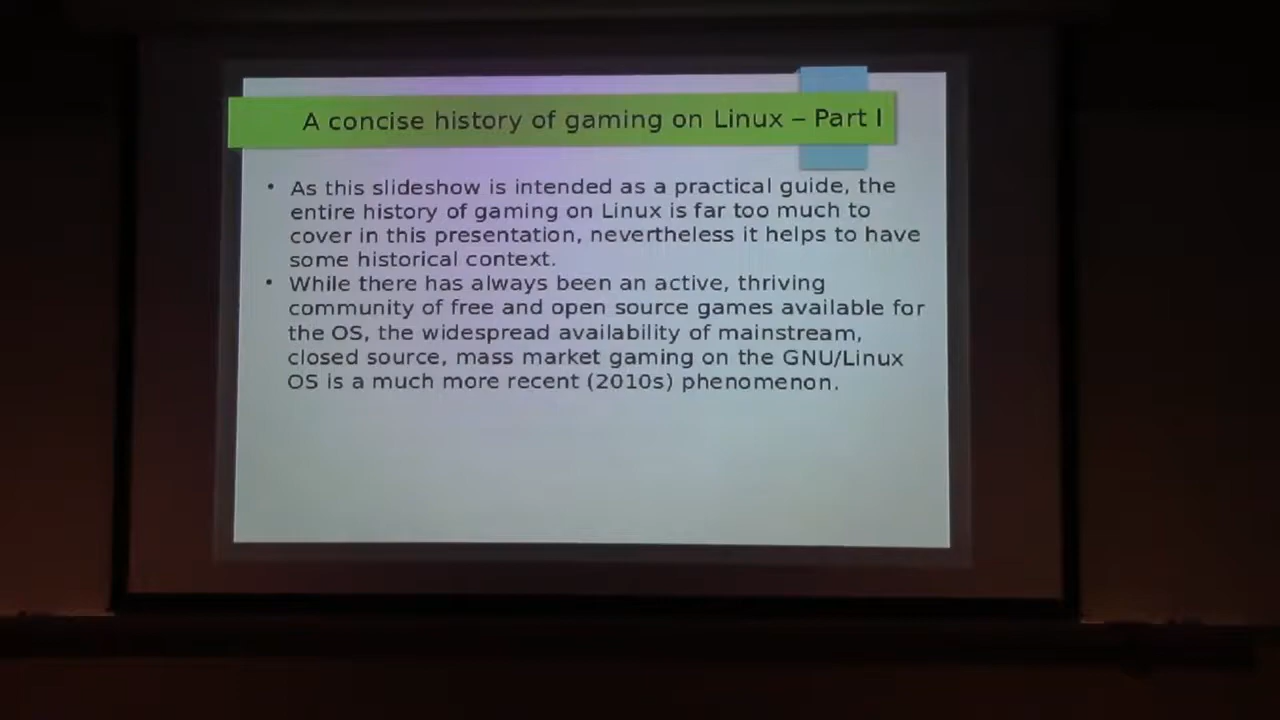 A concise history of gaming on Linux – Part I
• As this slideshow is intended as a practical guide, the
entire history of gaming on Linux is far too much to
cover in this presentation, nevertheless it helps to have
some historical context.
• While there has always been an active, thriving
community of free and open source games available for
the OS, the widespread availability of mainstream,
closed source, mass market gaming on the GNU/Linux
OS is a much more recent (2010s) phenomenon.